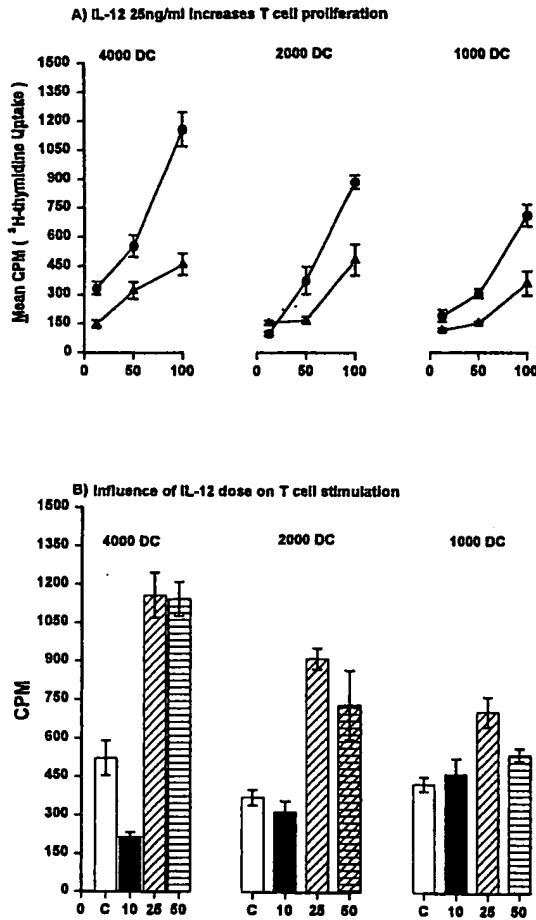 A) IL-12 25ng/ml increases T cell proliferation
4000 DC
2000 DC
1000 DC
Mean CPM ( ³H-thymidine Uptake )
1500
1350
1200
1050
900
750
600
450
300
150
0
0 50 100
0 50 100
0 50 100
B) Influence of IL-12 dose on T cell stimulation
4000 DC
2000 DC
1000 DC
CPM
1500
1350
1200
1050
900
750
600
450
300
150
0
0 C 10 25 50
C 10 25 50
C 10 25 50